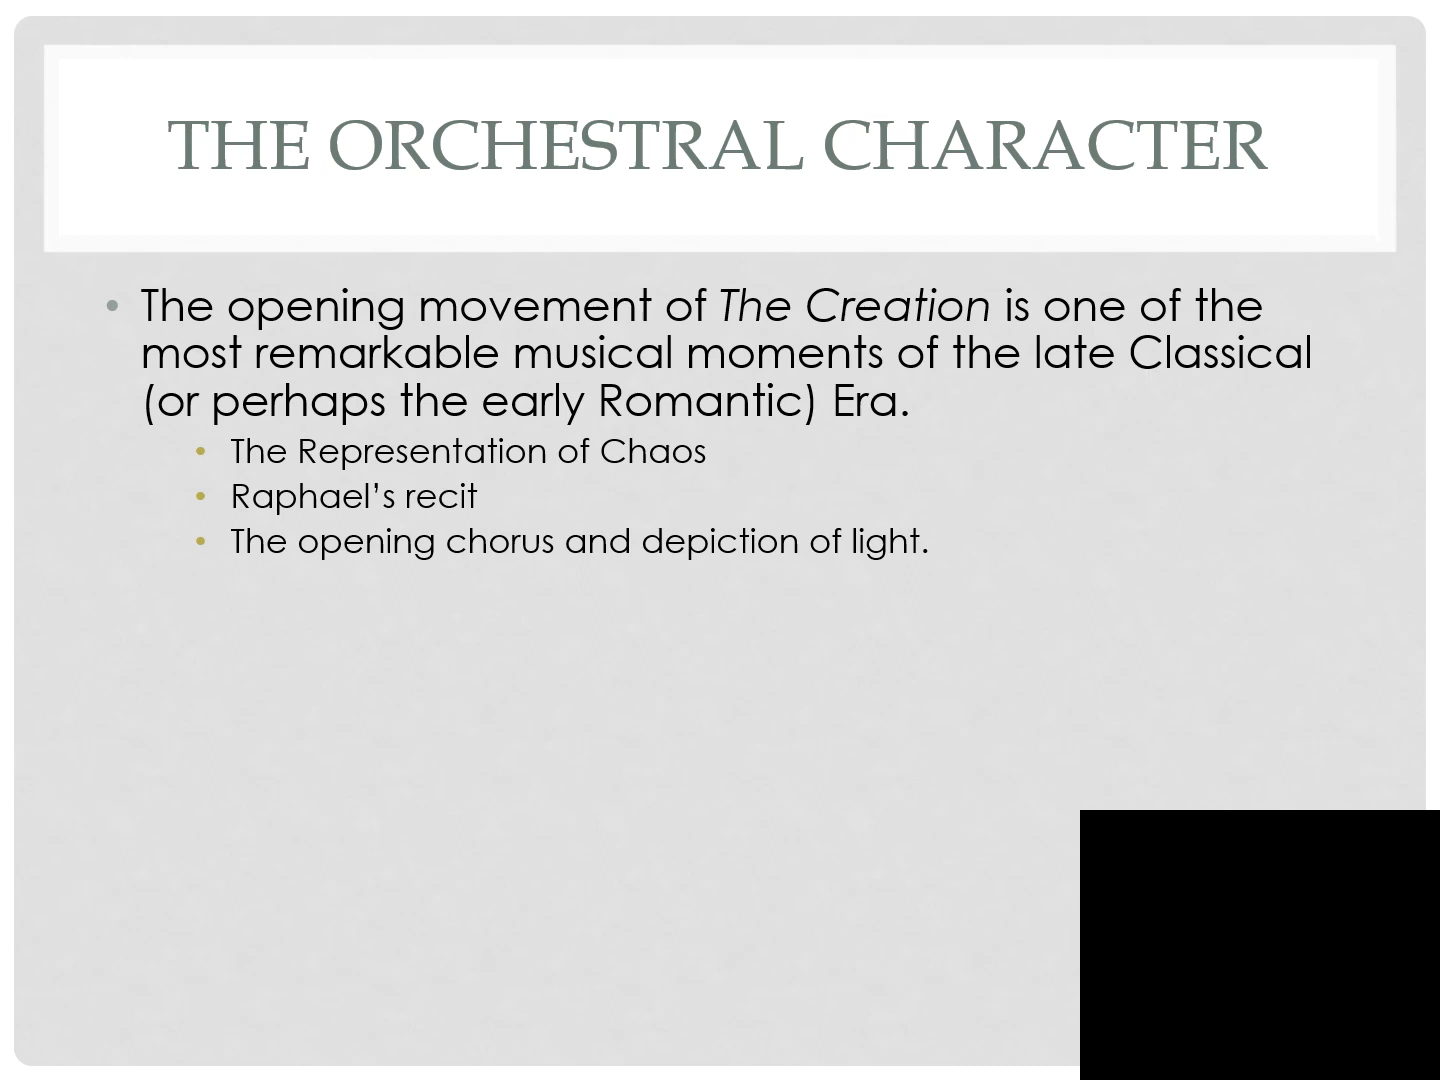 THE ORCHESTRAL CHARACTER
• The opening movement of The Creation is one of the
most remarkable musical moments of the late Classical
(or perhaps the early Romantic) Era.
• The Representation of Chaos
• Raphael’s recit
• The opening chorus and depiction of light.